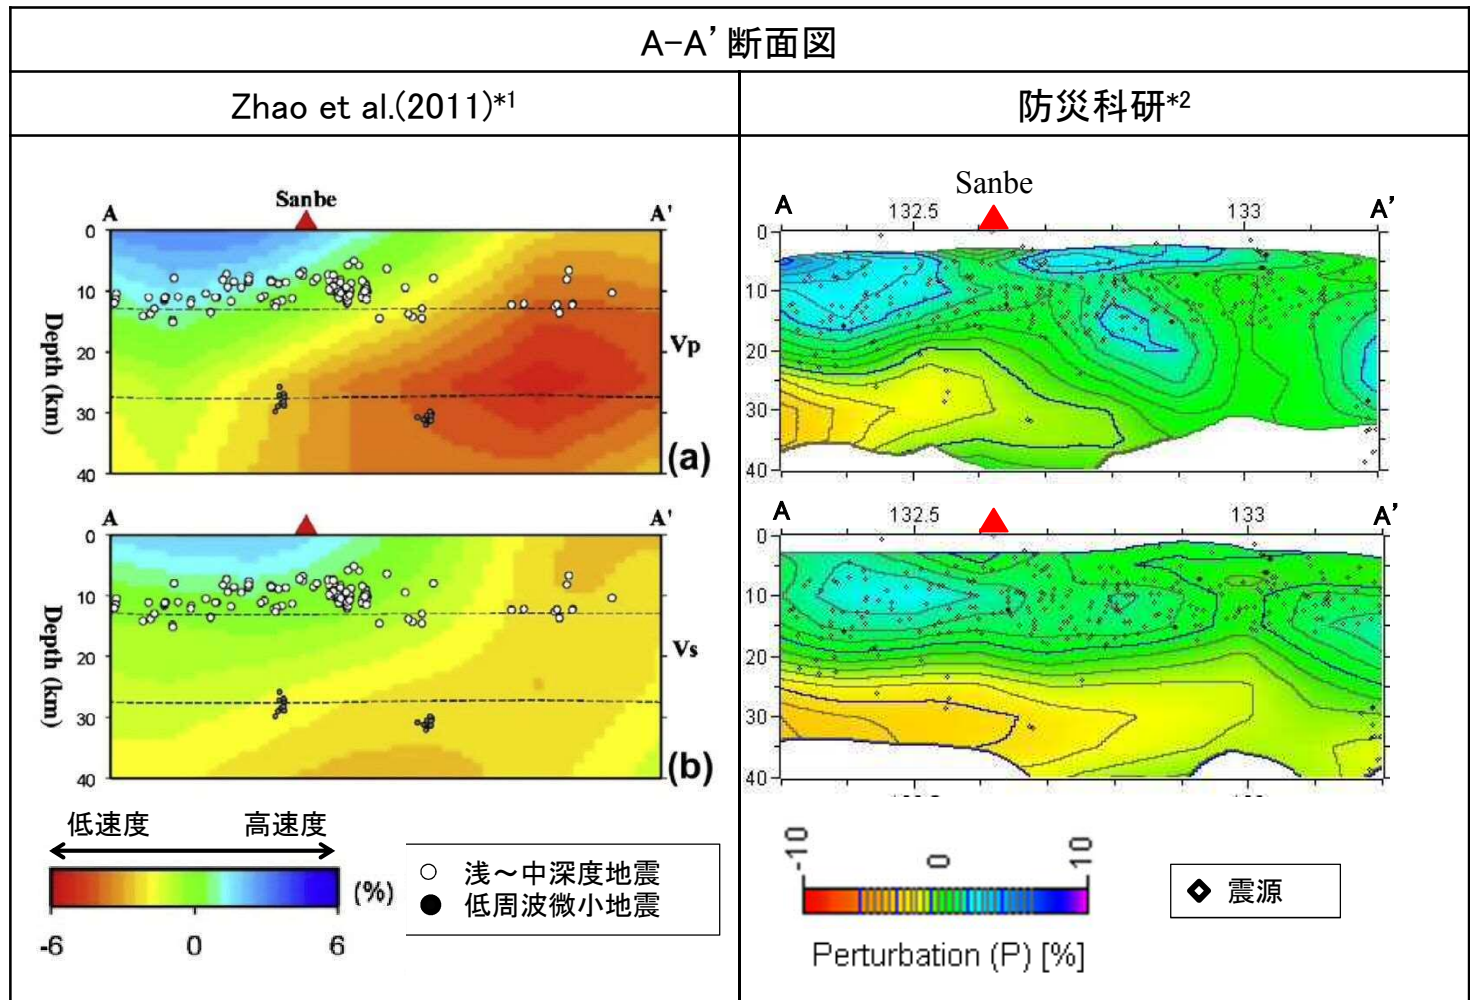 A-A’断面図
Zhao et al.(2011)*1
防災科研*2
Sanbe
A
A'
0
10
20
30
40
Depth (km)
Vp
(a)
A
A'
0
10
20
30
40
Depth (km)
Vs
(b)
低速度 高速度
(%)
-6 0 6
○ 浅～中深度地震
● 低周波微小地震
Sanbe
A 132.5 133 A’
0
10
20
30
40
A 132.5 133 A’
0
10
20
30
40
-10 0 10
Perturbation (P) [%]
震源